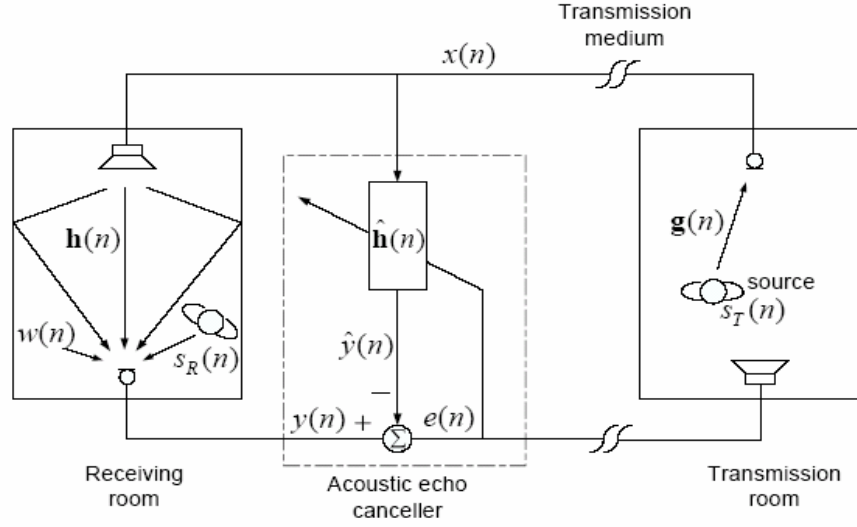 Transmission
medium
x(n)
h(n)
ĥ(n)
g(n)
source
s_T(n)
w(n)
s_R(n)
ŷ(n)
−
y(n) +
e(n)
Σ
Receiving
room
Acoustic echo
canceller
Transmission
room